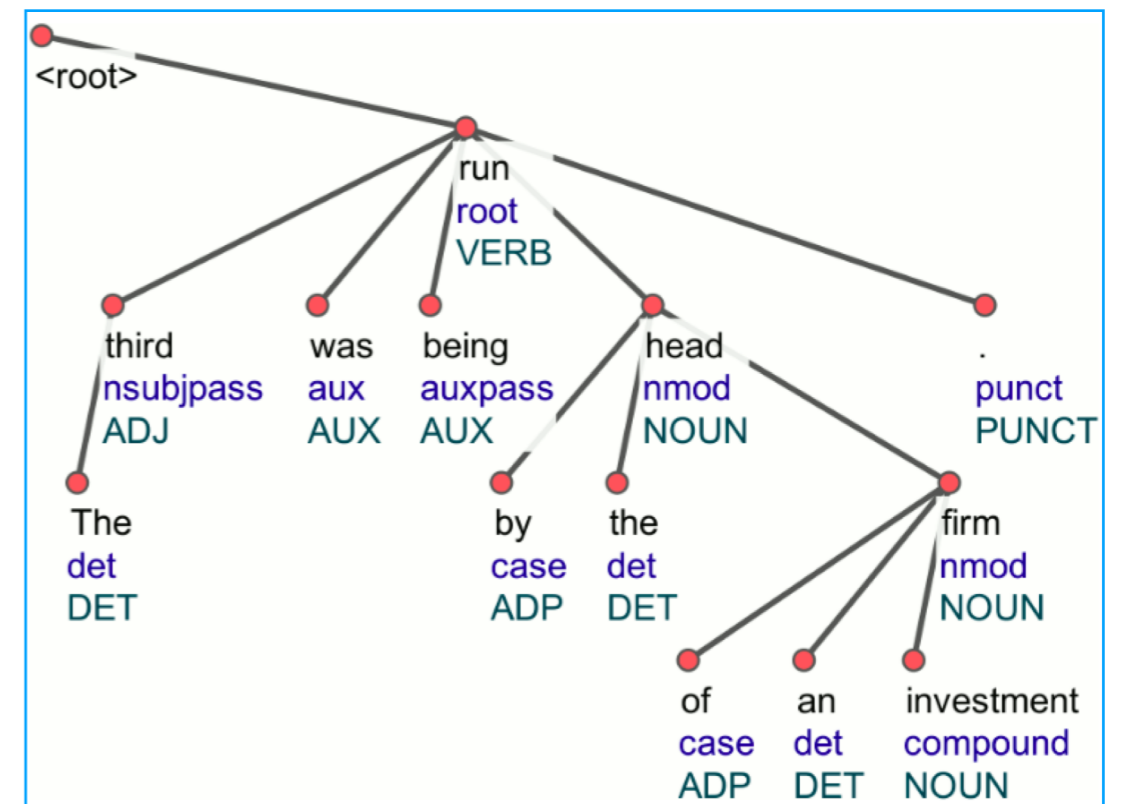 <root>
run
root
VERB
third was being head .
nsubjpass aux auxpass nmod punct
ADJ AUX AUX NOUN PUNCT
The by the firm
det case det nmod
DET ADP DET NOUN
of an investment
case det compound
ADP DET NOUN